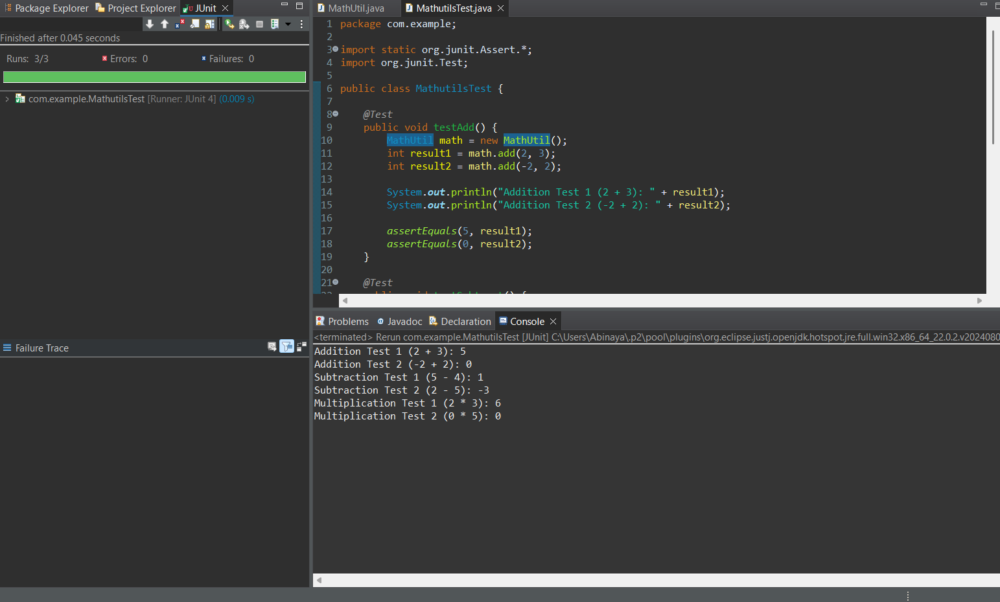 Package Explorer Project Explorer JUnit
Finished after 0.045 seconds
Runs: 3/3 Errors: 0 Failures: 0
com.example.MathutilsTest [Runner: JUnit 4] (0.009 s)
Failure Trace
MathUtil.java MathutilsTest.java
1 package com.example;
2
3 import static org.junit.Assert.*;
4 import org.junit.Test;
5
6 public class MathutilsTest {
7
8 @Test
9 public void testAdd() {
10 MathUtil math = new MathUtil();
11 int result1 = math.add(2, 3);
12 int result2 = math.add(-2, 2);
13
14 System.out.println("Addition Test 1 (2 + 3): " + result1);
15 System.out.println("Addition Test 2 (-2 + 2): " + result2);
16
17 assertEquals(5, result1);
18 assertEquals(0, result2);
19 }
20
21 @Test
Problems Javadoc Declaration Console
<terminated> Rerun com.example.MathutilsTest [JUnit] C:\Users\Abinaya\.p2\pool\plugins\org.eclipse.justj.openjdk.hotspot.jre.full.win32.x86_64_22.0.2.v2024080
Addition Test 1 (2 + 3): 5
Addition Test 2 (-2 + 2): 0
Subtraction Test 1 (5 - 4): 1
Subtraction Test 2 (2 - 5): -3
Multiplication Test 1 (2 * 3): 6
Multiplication Test 2 (0 * 5): 0